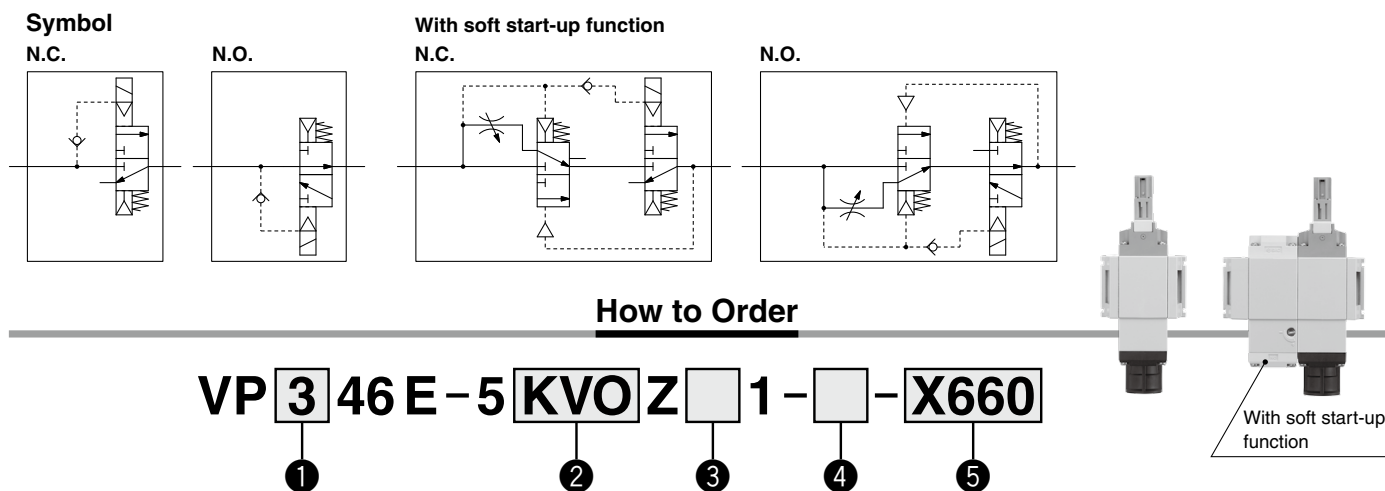 Symbol
N.C.
N.O.
With soft start-up function
N.C.
N.O.
How to Order
VP 3 46 E - 5 KVO Z 1 - - X660
1 2 3 4 5
With soft start-up
function